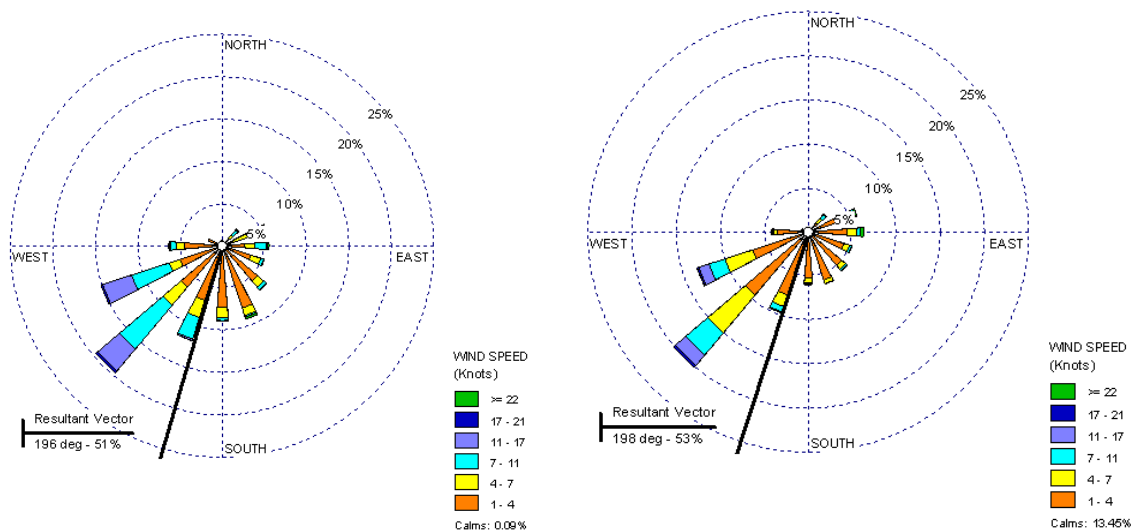 NORTH
25%
20%
15%
10%
5%
WEST
EAST
SOUTH
Resultant Vector
196 deg - 51%
WIND SPEED
(Knots)
>= 22
17 - 21
11 - 17
7 - 11
4 - 7
1 - 4
Calms: 0.09%
NORTH
25%
20%
15%
10%
5%
WEST
EAST
SOUTH
Resultant Vector
198 deg - 53%
WIND SPEED
(Knots)
>= 22
17 - 21
11 - 17
7 - 11
4 - 7
1 - 4
Calms: 13.45%